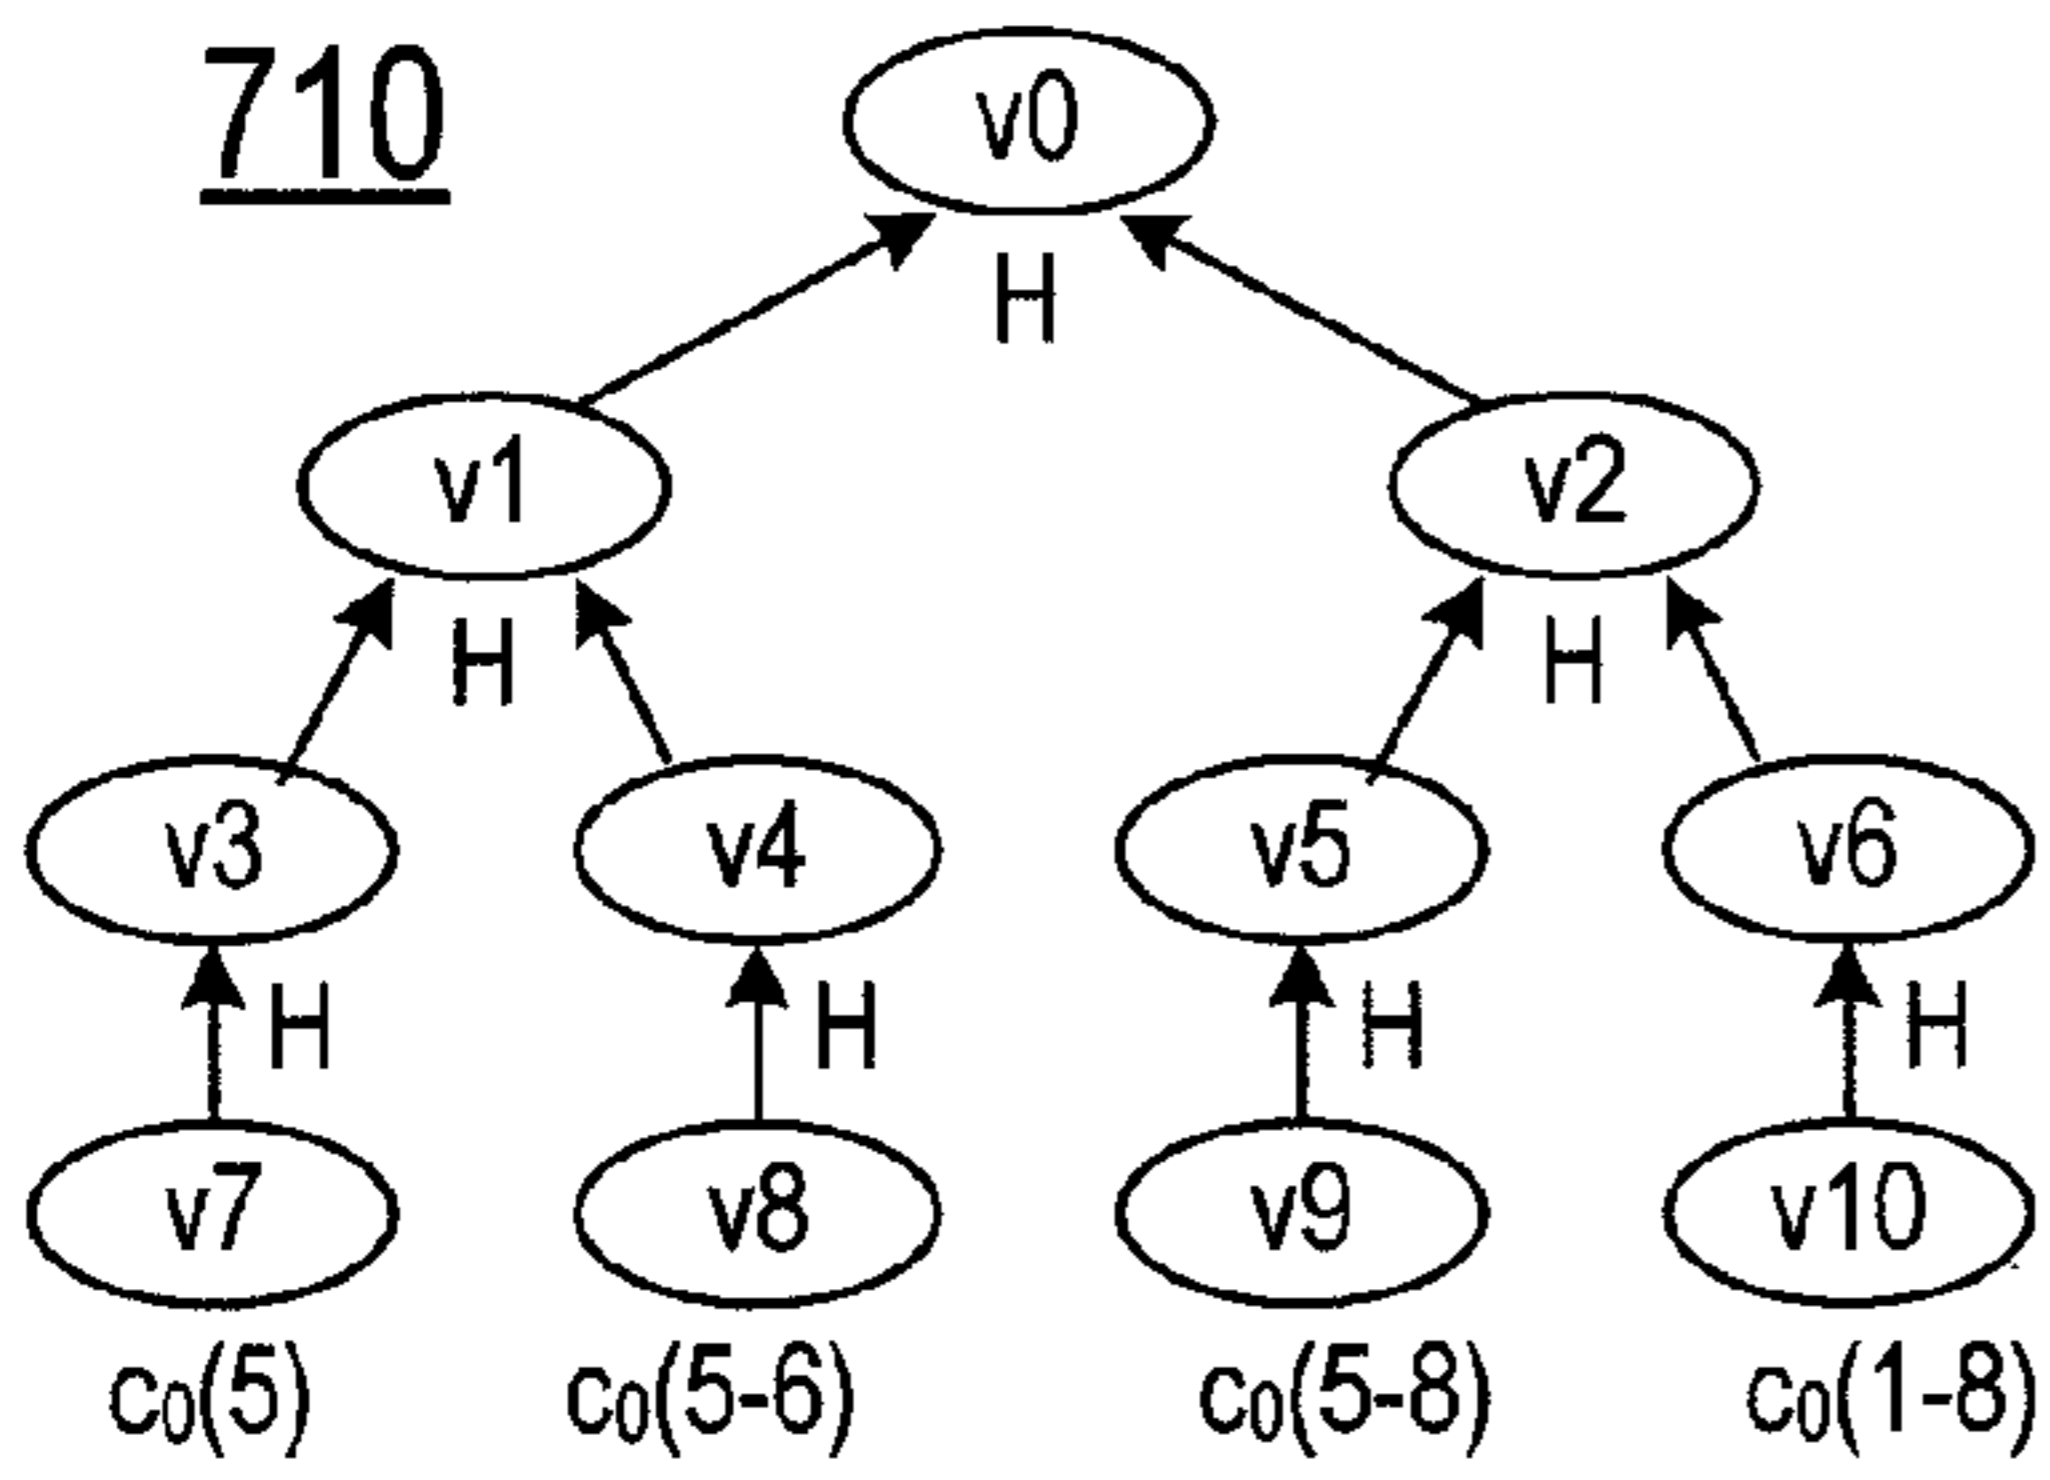 710
v0
H
v1 v2
H H
v3 v4 v5 v6
H H H H
v7 v8 v9 v10
c₀(5) c₀(5-6) c₀(5-8) c₀(1-8)